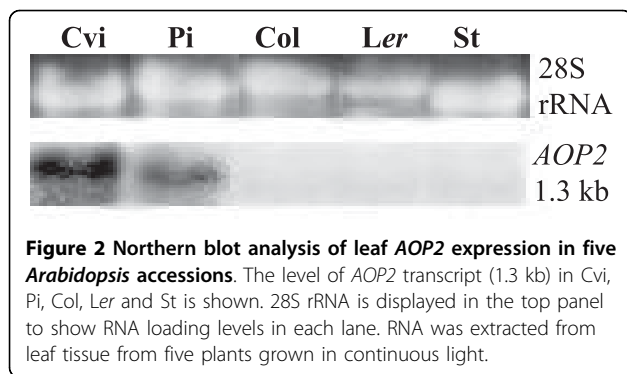 Cvi Pi Col Ler St
28S
rRNA
AOP2
1.3 kb
Figure 2 Northern blot analysis of leaf AOP2 expression in five
Arabidopsis accessions. The level of AOP2 transcript (1.3 kb) in Cvi,
Pi, Col, Ler and St is shown. 28S rRNA is displayed in the top panel
to show RNA loading levels in each lane. RNA was extracted from
leaf tissue from five plants grown in continuous light.